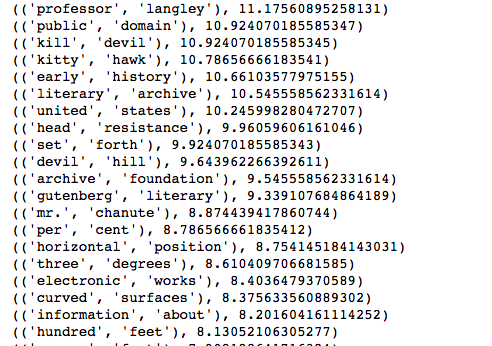 (('professor', 'langley'), 11.17560895258131)
(('public', 'domain'), 10.924070185585347)
(('kill', 'devil'), 10.924070185585345)
(('kitty', 'hawk'), 10.78656666183541)
(('early', 'history'), 10.66103577975155)
(('literary', 'archive'), 10.545558562331614)
(('united', 'states'), 10.245998280472707)
(('head', 'resistance'), 9.96059606161046)
(('set', 'forth'), 9.924070185585343)
(('devil', 'hill'), 9.643962266392611)
(('archive', 'foundation'), 9.545558562331614)
(('gutenberg', 'literary'), 9.339107684864189)
(('mr.', 'chanute'), 8.874439417860744)
(('per', 'cent'), 8.786566661835412)
(('horizontal', 'position'), 8.754145184143031)
(('three', 'degrees'), 8.610409706681585)
(('electronic', 'works'), 8.4036479370589)
(('curved', 'surfaces'), 8.375633560889302)
(('information', 'about'), 8.201604161114252)
(('hundred', 'feet'), 8.13052106305277)